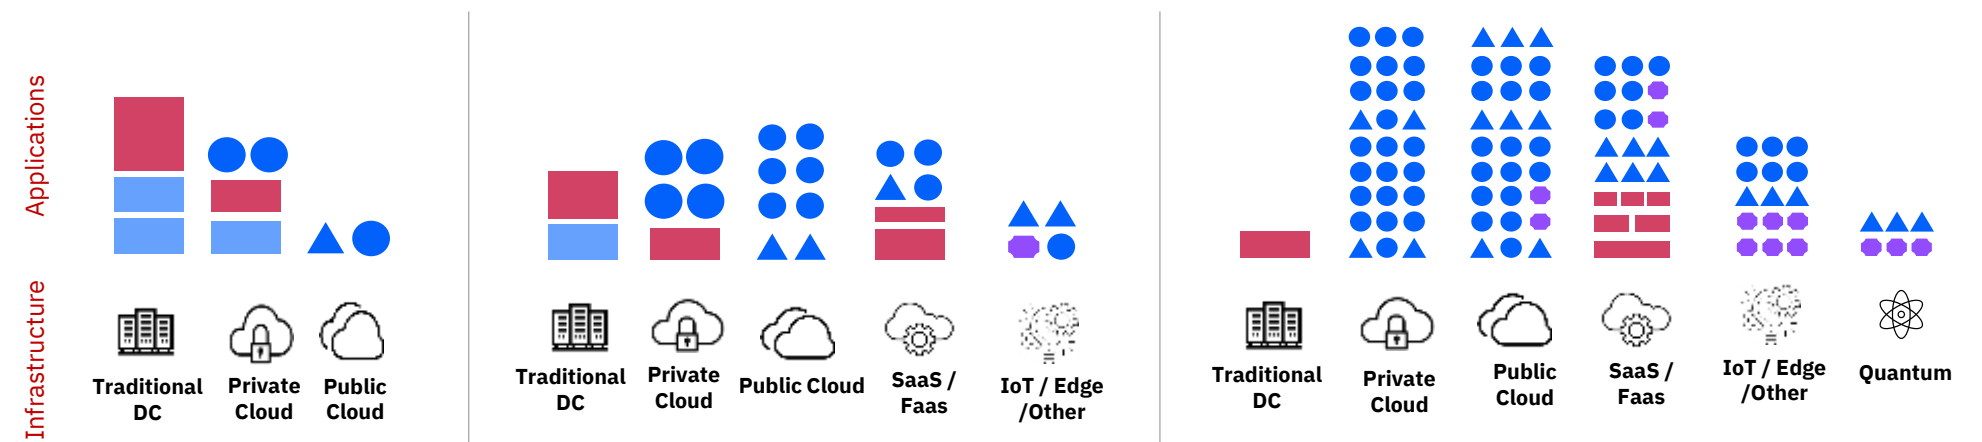 Applications
Infrastructure
Traditional
DC
Private
Cloud
Public
Cloud
Traditional
DC
Private
Cloud
Public Cloud
SaaS /
Faas
IoT / Edge
/Other
Traditional
DC
Private
Cloud
Public
Cloud
SaaS /
Faas
IoT / Edge
/Other
Quantum